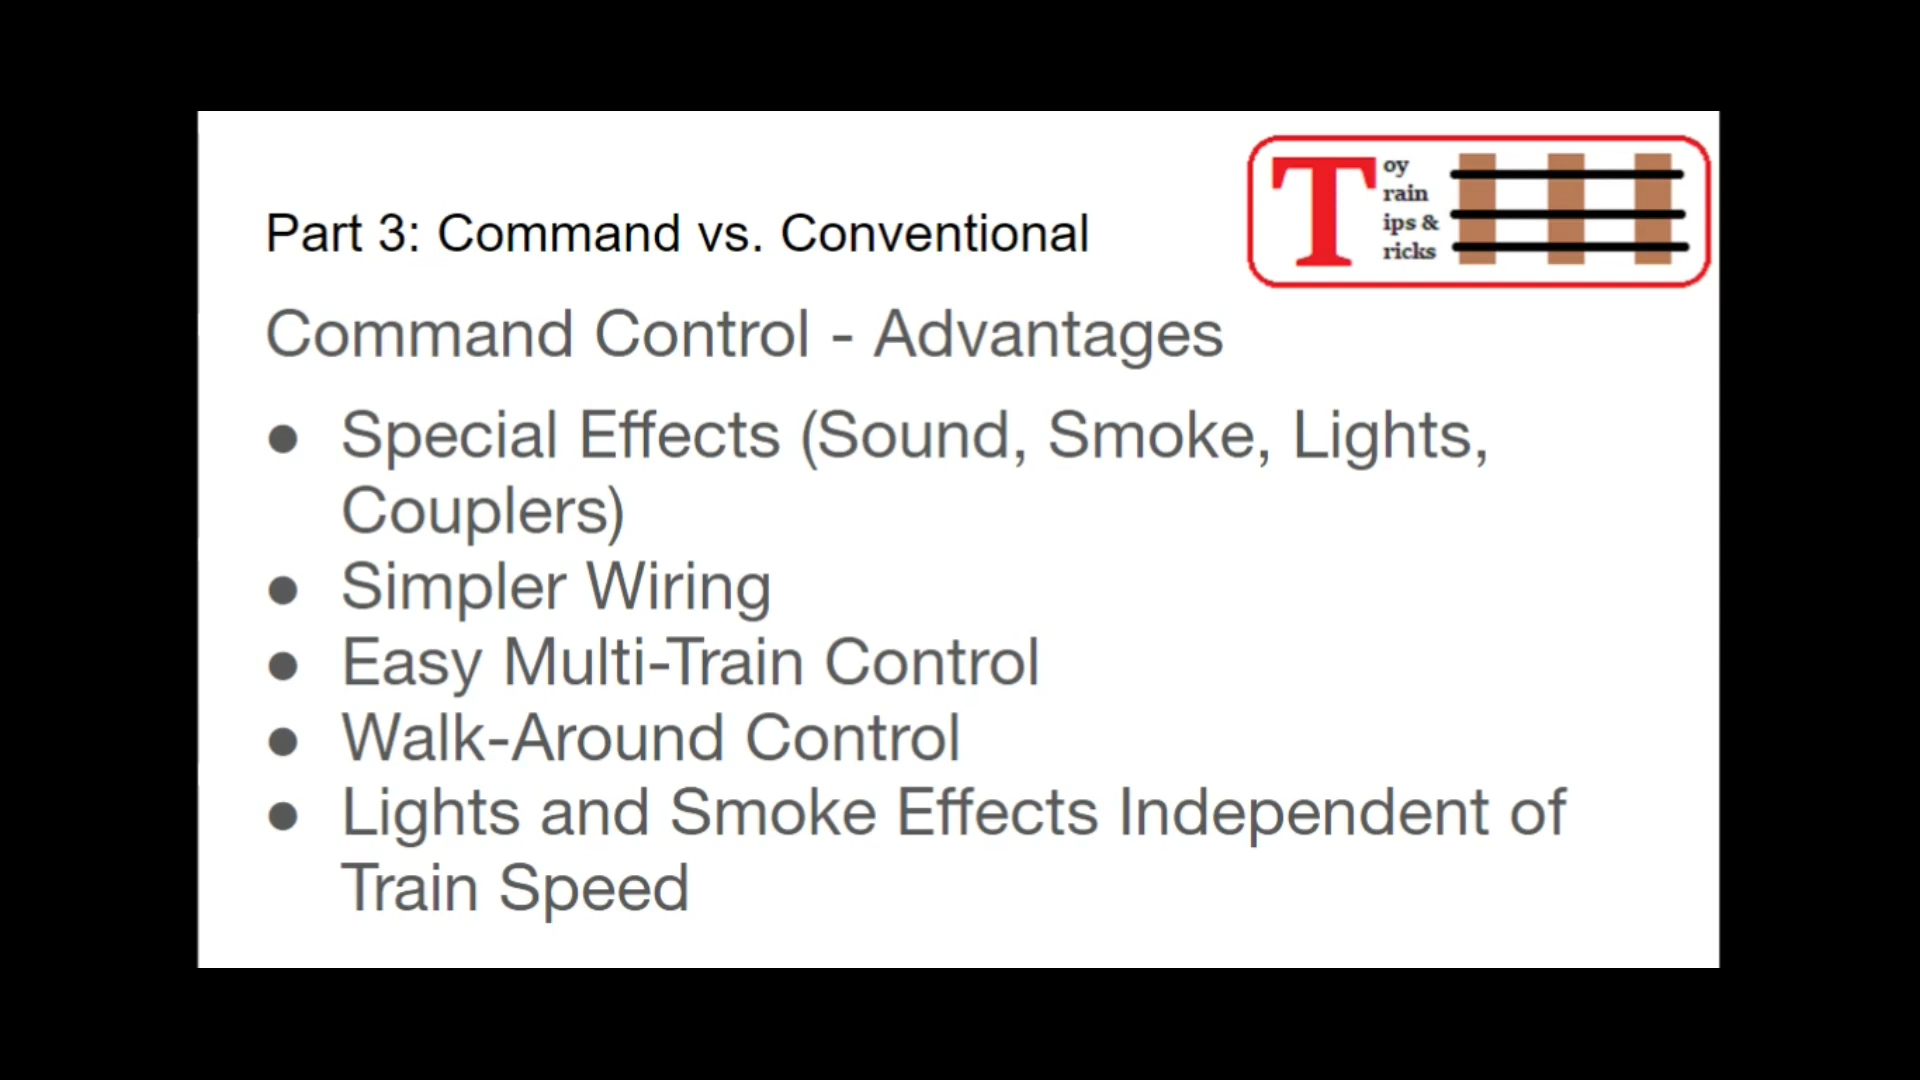 Toy
rain
ips &
ricks
Part 3: Command vs. Conventional
Command Control - Advantages
● Special Effects (Sound, Smoke, Lights,
Couplers)
● Simpler Wiring
● Easy Multi-Train Control
● Walk-Around Control
● Lights and Smoke Effects Independent of
Train Speed